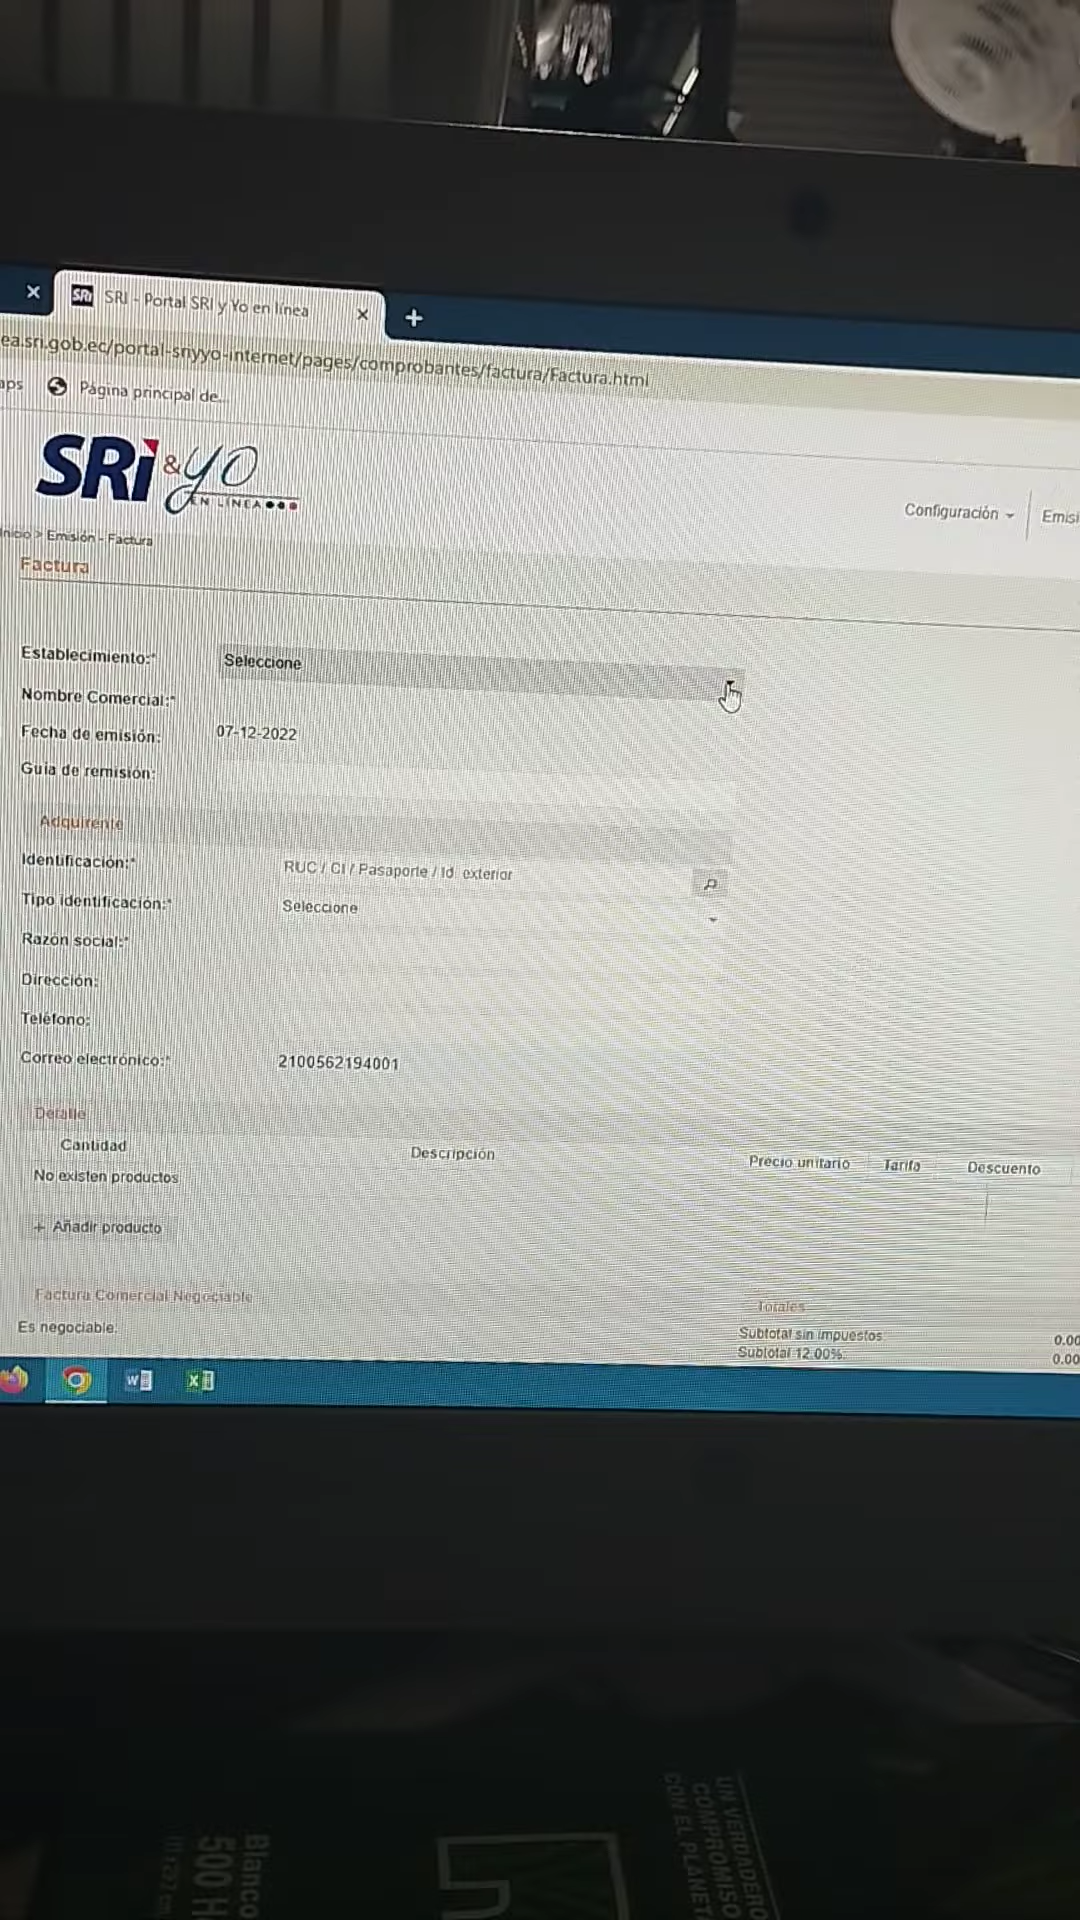 SRI - Portal SRI y Yo en línea
ea.sri.gob.ec/portal-sriyyo-internet/pages/comprobantes/factura/Factura.html
aps Página principal de...
SRi & yo
EN LÍNEA
Configuración Emisi
Inicio > Emisión - Factura
Factura
Establecimiento:* Seleccione
Nombre Comercial:*
Fecha de emisión: 07-12-2022
Guía de remisión:
Adquirente
Identificación:* RUC / CI / Pasaporte / Id. exterior
Tipo identificación:* Seleccione
Razón social:*
Dirección:
Teléfono:
Correo electrónico:* 2100562194001
Detalle
Cantidad Descripción Precio unitario Tarifa Descuento
No existen productos
+ Añadir producto
Factura Comercial Negociable
Totales
Es negociable:
Subtotal sin impuestos: 0.00
Subtotal 12.00%: 0.00
UN VERDADERO
COMPROMISO
CON EL PLANET
Blanco
500 H